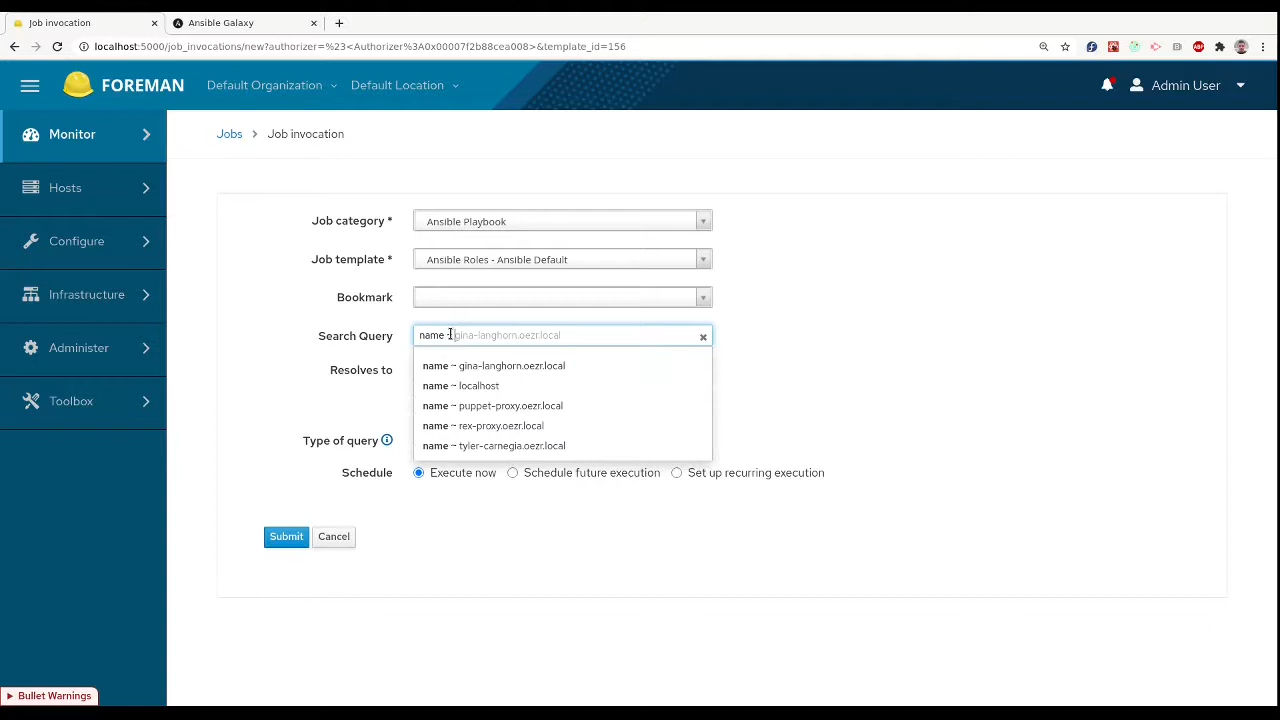 Job invocation
Ansible Galaxy
localhost:5000/job_invocations/new?authorizer=%23<Authorizer%3A0x00007f2b88cea008>&template_id=156
FOREMAN
Default Organization
Default Location
Admin User
Monitor
Hosts
Configure
Infrastructure
Administer
Toolbox
Jobs > Job invocation
Job category *
Ansible Playbook
Job template *
Ansible Roles - Ansible Default
Bookmark
Search Query
name ~ gina-langhorn.oezr.local
name ~ gina-langhorn.oezr.local
name ~ localhost
name ~ puppet-proxy.oezr.local
name ~ rex-proxy.oezr.local
name ~ tyler-carnegia.oezr.local
Resolves to
Type of query
Schedule
Execute now
Schedule future execution
Set up recurring execution
Submit
Cancel
Bullet Warnings